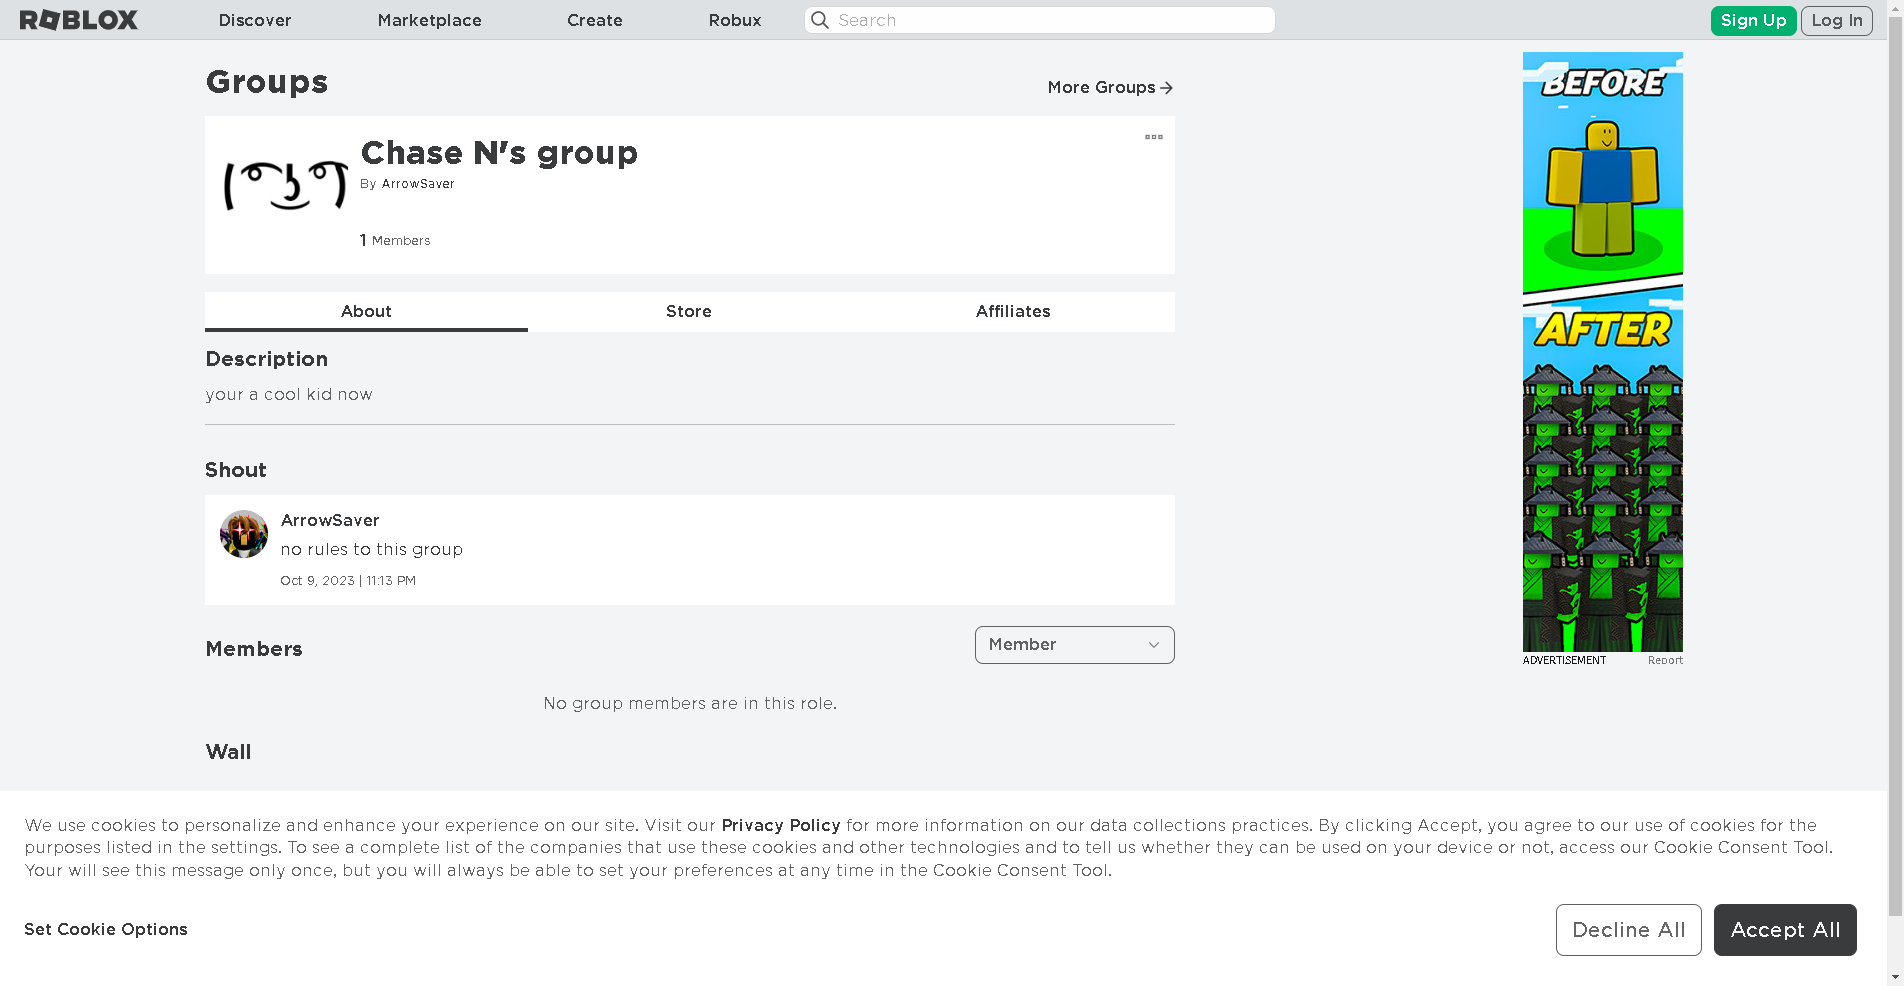 ROBLOX Discover Marketplace Create Robux Search Sign Up Log In
Groups
More Groups
( ͡° ͜ʖ ͡°)
Chase N's group
By ArrowSaver
1 Members
About Store Affiliates
Description
your a cool kid now
Shout
ArrowSaver
no rules to this group
Oct 9, 2023 | 11:13 PM
Members
Member
No group members are in this role.
Wall
BEFORE
AFTER
ADVERTISEMENT Report
We use cookies to personalize and enhance your experience on our site. Visit our Privacy Policy for more information on our data collections practices. By clicking Accept, you agree to our use of cookies for the
purposes listed in the settings. To see a complete list of the companies that use these cookies and other technologies and to tell us whether they can be used on your device or not, access our Cookie Consent Tool.
Your will see this message only once, but you will always be able to set your preferences at any time in the Cookie Consent Tool.
Set Cookie Options
Decline All Accept All